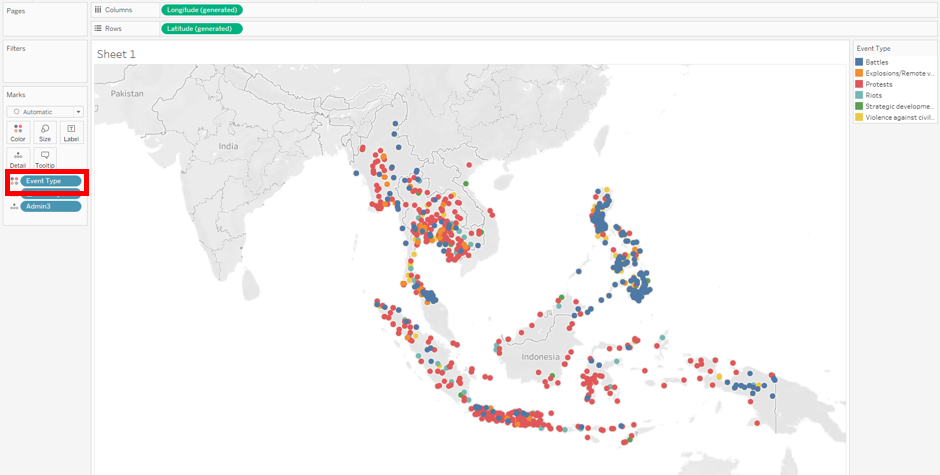 Pages
Columns
Longitude (generated)
Rows
Latitude (generated)
Filters
Sheet 1
Event Type
Battles
Explosions/Remote v...
Protests
Riots
Strategic developme...
Violence against civil...
Marks
Automatic
Color
Size
Label
Detail
Tooltip
Event Type
Admin3
Pakistan
India
Indonesia